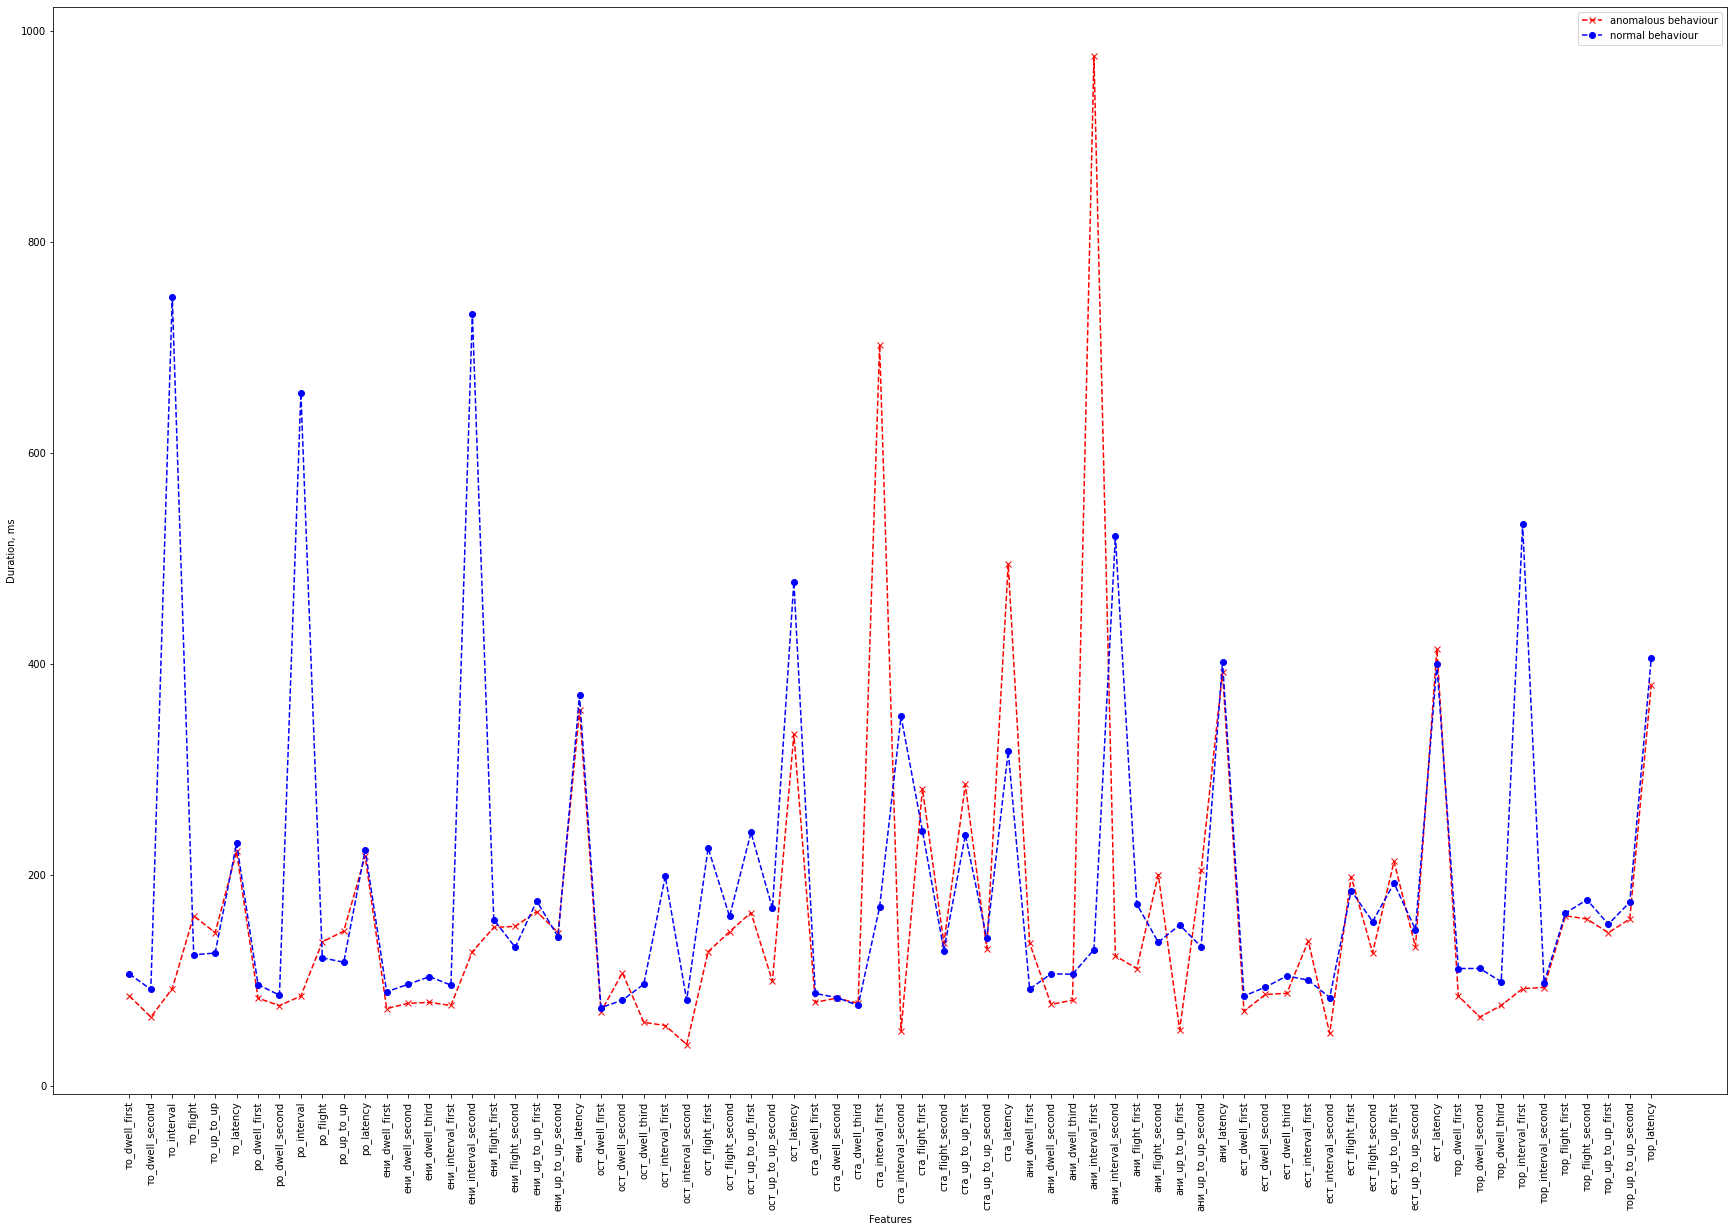 anomalous behaviour
normal behaviour
1000
800
600
400
200
0
Duration, ms
то_dwell_first
то_dwell_second
то_interval
то_flight
то_up_to_up
то_latency
ро_dwell_first
ро_dwell_second
ро_interval
ро_flight
ро_up_to_up
ро_latency
ени_dwell_first
ени_dwell_second
ени_dwell_third
ени_interval_first
ени_interval_second
ени_flight_first
ени_flight_second
ени_up_to_up_first
ени_up_to_up_second
ени_latency
ост_dwell_first
ост_dwell_second
ост_dwell_third
ост_interval_first
ост_interval_second
ост_flight_first
ост_flight_second
ост_up_to_up_first
ост_up_to_up_second
ост_latency
ста_dwell_first
ста_dwell_second
ста_dwell_third
ста_interval_first
ста_interval_second
ста_flight_first
ста_flight_second
ста_up_to_up_first
ста_up_to_up_second
ста_latency
ани_dwell_first
ани_dwell_second
ани_dwell_third
ани_interval_first
ани_interval_second
ани_flight_first
ани_flight_second
ани_up_to_up_first
ани_up_to_up_second
ани_latency
ест_dwell_first
ест_dwell_second
ест_dwell_third
ест_interval_first
ест_interval_second
ест_flight_first
ест_flight_second
ест_up_to_up_first
ест_up_to_up_second
ест_latency
тор_dwell_first
тор_dwell_second
тор_dwell_third
тор_interval_first
тор_interval_second
тор_flight_first
тор_flight_second
тор_up_to_up_first
тор_up_to_up_second
тор_latency
Features